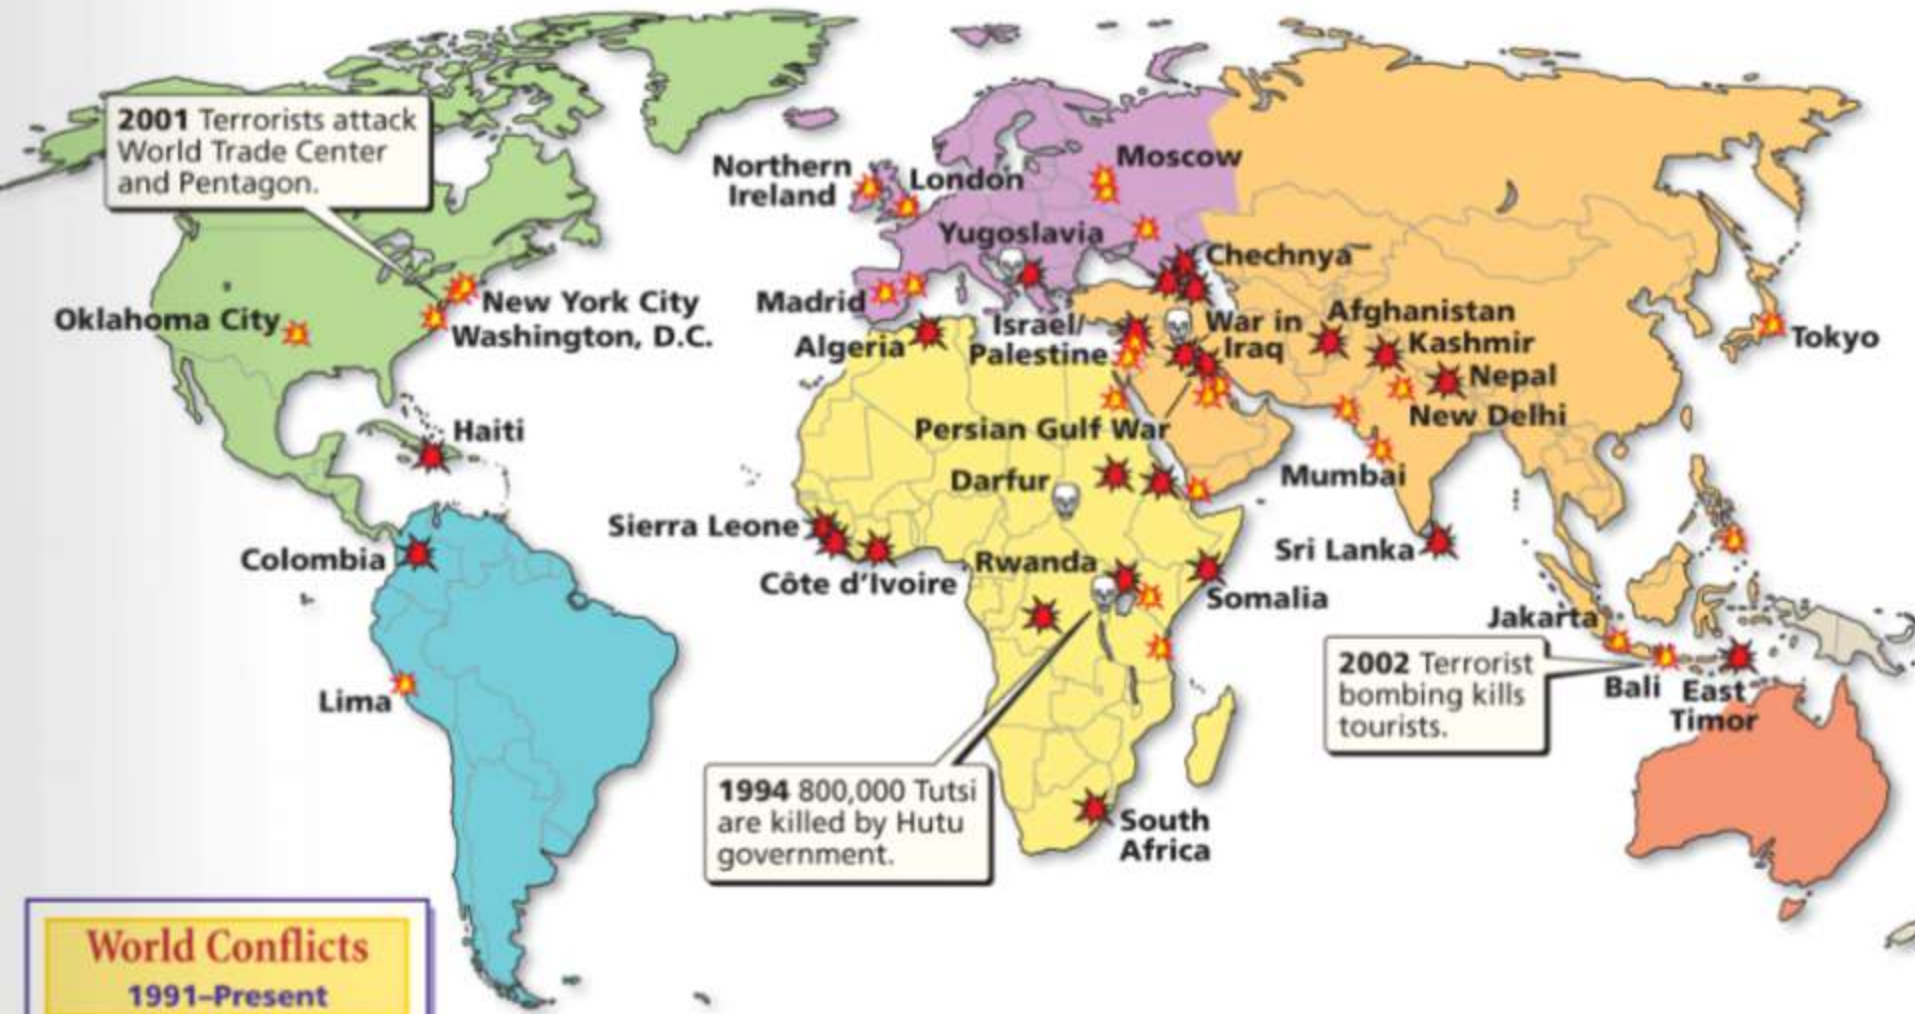 2001 Terrorists attack
World Trade Center
and Pentagon.
Northern
Ireland
London
Moscow
Yugoslavia
Chechnya
Oklahoma City
New York City
Washington, D.C.
Madrid
Algeria
Israel/
Palestine
War in
Iraq
Afghanistan
Kashmir
Nepal
New Delhi
Tokyo
Haiti
Persian Gulf War
Darfur
Mumbai
Sierra Leone
Colombia
Côte d'Ivoire
Rwanda
Somalia
Sri Lanka
Jakarta
Lima
2002 Terrorist
bombing kills
tourists.
Bali
East
Timor
1994 800,000 Tutsi
are killed by Hutu
government.
South
Africa
World Conflicts
1991–Present